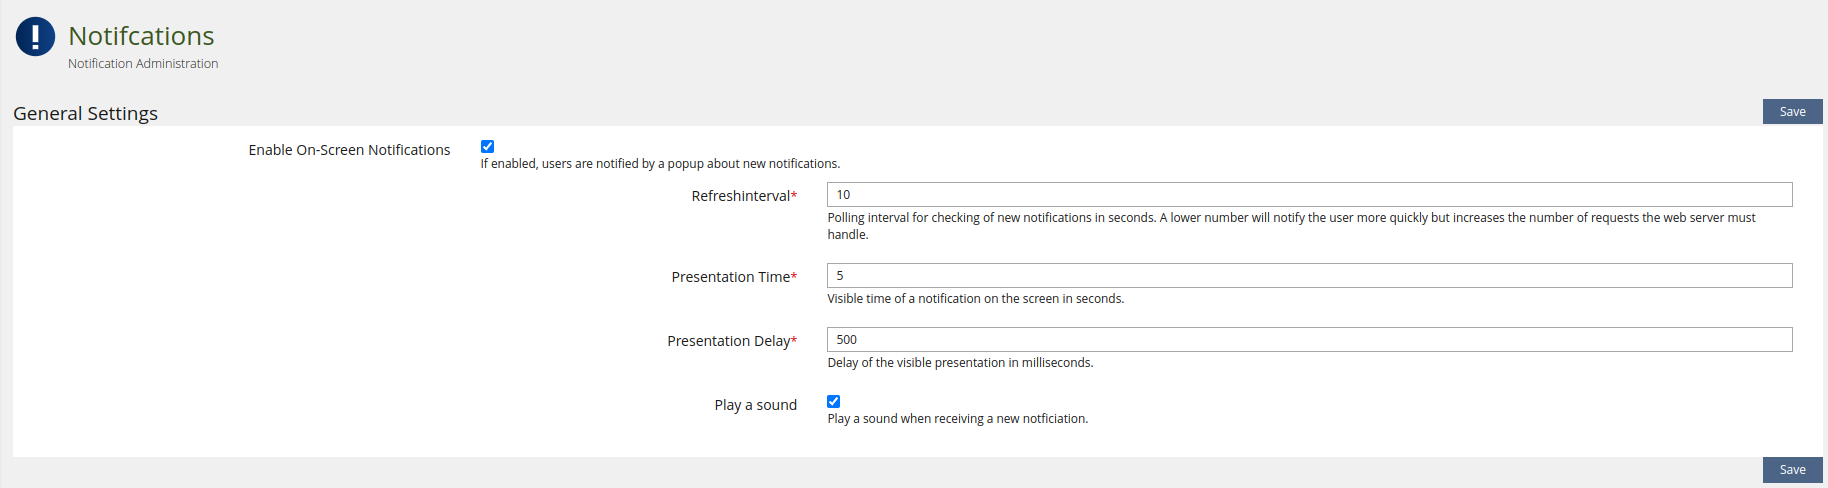 Notifcations
Notification Administration
General Settings
Save
Enable On-Screen Notifications
If enabled, users are notified by a popup about new notifications.
Refreshinterval*
10
Polling interval for checking of new notifications in seconds. A lower number will notify the user more quickly but increases the number of requests the web server must
handle.
Presentation Time*
5
Visible time of a notification on the screen in seconds.
Presentation Delay*
500
Delay of the visible presentation in milliseconds.
Play a sound
Play a sound when receiving a new notficiation.
Save